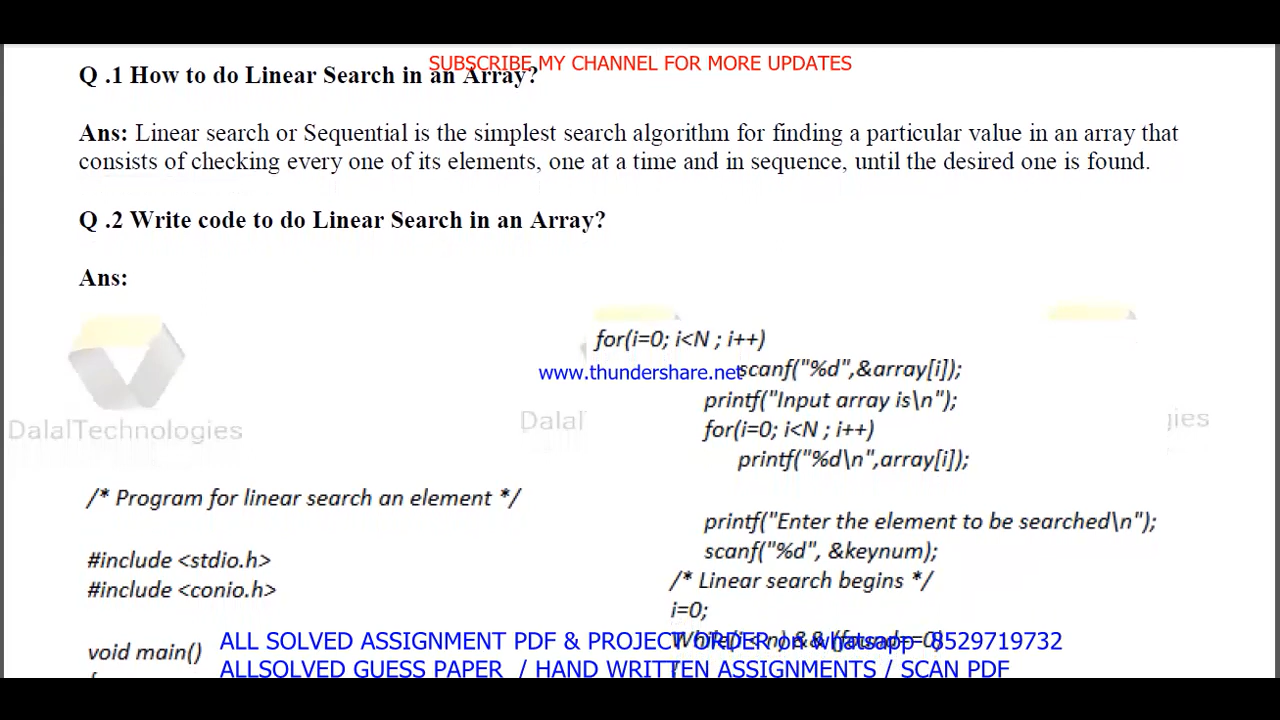 SUBSCRIBE MY CHANNEL FOR MORE UPDATES
Q .1 How to do Linear Search in an Array?
Ans: Linear search or Sequential is the simplest search algorithm for finding a particular value in an array that
consists of checking every one of its elements, one at a time and in sequence, until the desired one is found.
Q .2 Write code to do Linear Search in an Array?
Ans:
DalalTechnologies
/* Program for linear search an element */
#include <stdio.h>
#include <conio.h>
void main()
{
for(i=0; i<N ; i++)
www.thundershare.net
scanf("%d",&array[i]);
printf("Input array is\n");
Dalal
gies
for(i=0; i<N ; i++)
printf("%d\n",array[i]);
printf("Enter the element to be searched\n");
scanf("%d", &keynum);
/* Linear search begins */
i=0;
ALL SOLVED ASSIGNMENT PDF & PROJECT ORDER on whatsapp 8529719732
ALLSOLVED GUESS PAPER / HAND WRITTEN ASSIGNMENTS / SCAN PDF